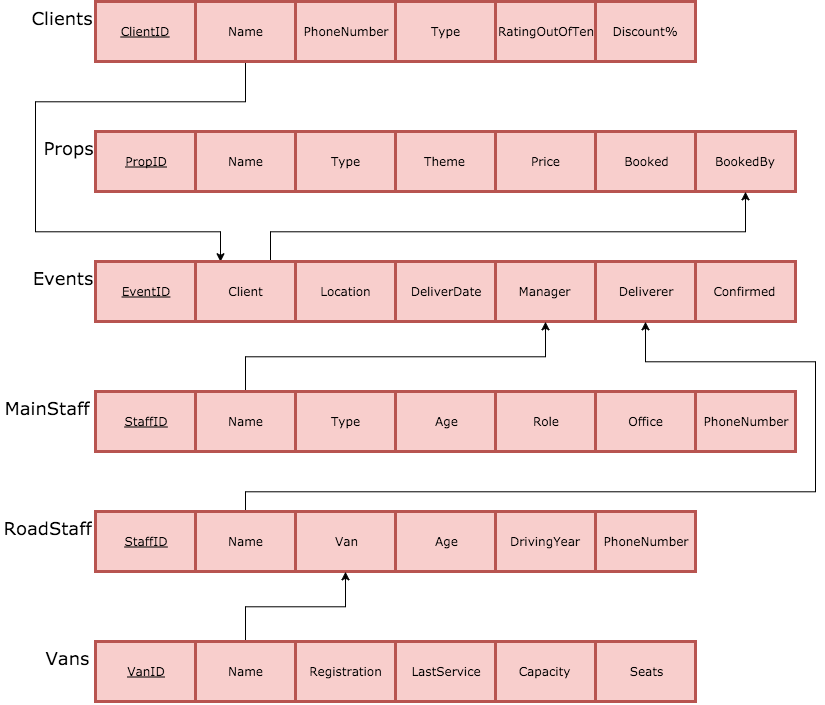 Clients ClientID Name PhoneNumber Type RatingOutOfTen Discount%
Props PropID Name Type Theme Price Booked BookedBy
Events EventID Client Location DeliverDate Manager Deliverer Confirmed
MainStaff StaffID Name Type Age Role Office PhoneNumber
RoadStaff StaffID Name Van Age DrivingYear PhoneNumber
Vans VanID Name Registration LastService Capacity Seats